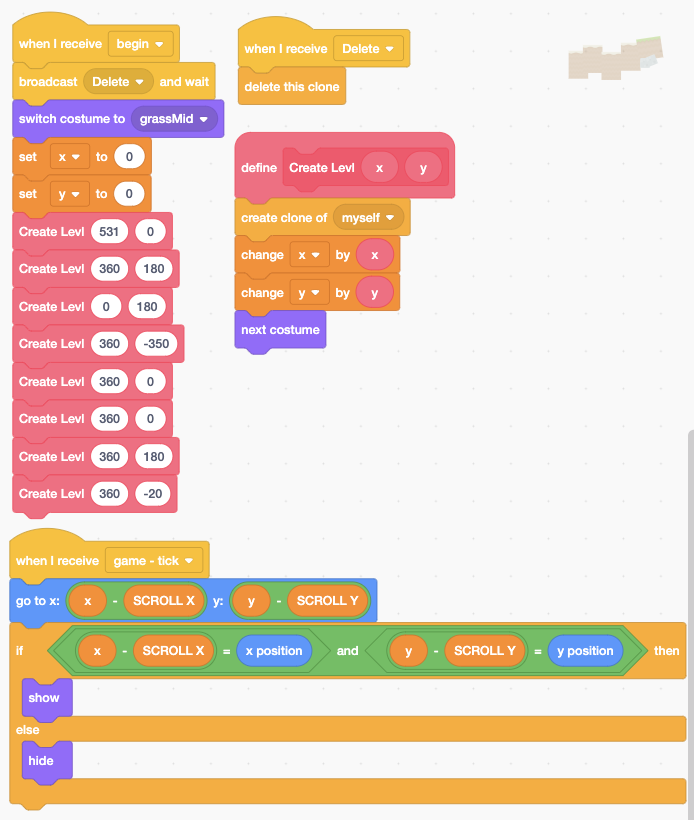 when I receive begin
broadcast Delete and wait
switch costume to grassMid
set x to 0
set y to 0
Create Levl 531 0
Create Levl 360 180
Create Levl 0 180
Create Levl 360 -350
Create Levl 360 0
Create Levl 360 0
Create Levl 360 180
Create Levl 360 -20
when I receive Delete
delete this clone
define Create Levl x y
create clone of myself
change x by x
change y by y
next costume
when I receive game - tick
go to x: x - SCROLL X y: y - SCROLL Y
if x - SCROLL X = x position and y - SCROLL Y = y position then
show
else
hide